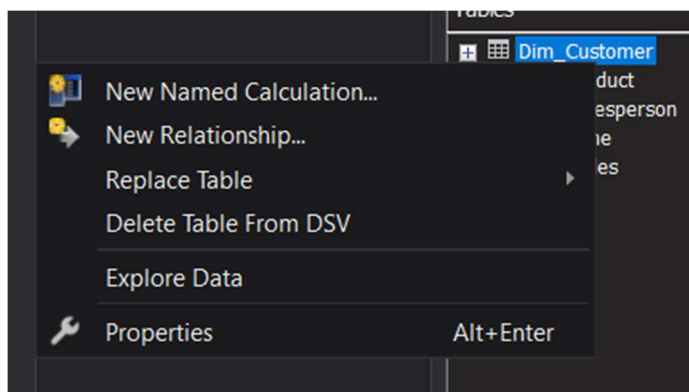 Tables
Dim_Customer
duct
esperson
ne
es
New Named Calculation...
New Relationship...
Replace Table
Delete Table From DSV
Explore Data
Properties Alt+Enter